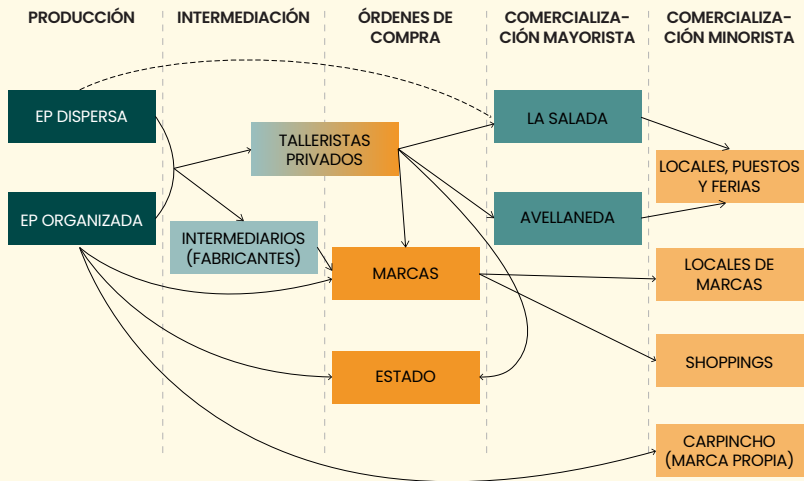 PRODUCCIÓN
INTERMEDIACIÓN
ÓRDENES DE
COMPRA
COMERCIALIZA-
CIÓN MAYORISTA
COMERCIALIZA-
CIÓN MINORISTA
EP DISPERSA
EP ORGANIZADA
TALLERISTAS
PRIVADOS
INTERMEDIARIOS
(FABRICANTES)
MARCAS
ESTADO
LA SALADA
AVELLANEDA
LOCALES, PUESTOS
Y FERIAS
LOCALES DE
MARCAS
SHOPPINGS
CARPINCHO
(MARCA PROPIA)